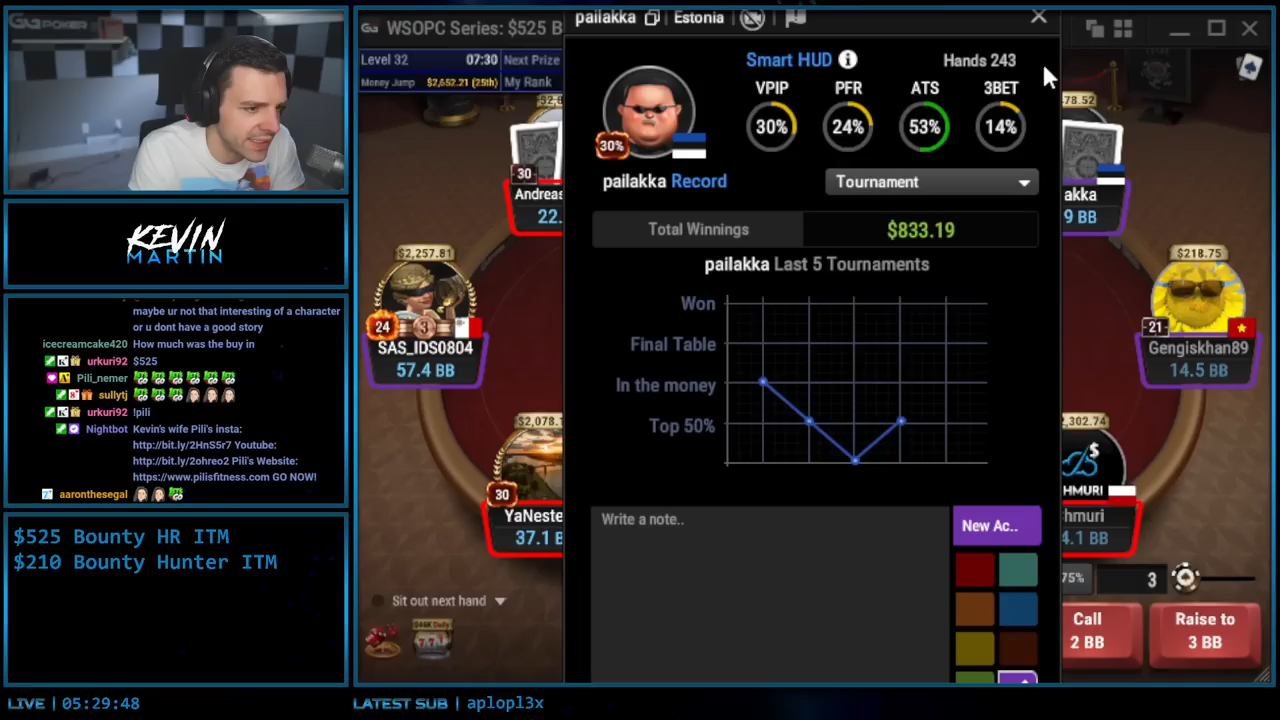 GGPOKER
WSOPC Series: $525 B
Level 32
07:30
Next Prize
Money Jump
$2,652.21 (25th)
My Rank
pailakka
Estonia
Smart HUD
Hands 243
VPIP
PFR
ATS
3BET
30%
24%
53%
14%
30%
pailakka Record
Tournament
Total Winnings
$833.19
pailakka Last 5 Tournaments
Won
Final Table
In the money
Top 50%
Write a note..
New Ac..
30
Andreas
22.
$2,257.81
24
3
SAS_IDS0804
57.4 BB
$2,078.1
30
YaNeste
37.1 B
78.52
akka
9 BB
$218.75
21
Gengiskhan89
14.5 BB
2,302.74
HMURI
hmuri
4.1 BB
75%
3
Call
2 BB
Raise to
3 BB
Sit out next hand
DAILY
777
KEVIN
MARTIN
maybe ur not that interesting of a character
or u dont have a good story
icecreamcake420 How much was the buy in
urkuri92 $525
Pili_nemer
sullytj
urkuri92 !pili
Nightbot Kevin's wife Pili's insta:
http://bit.ly/2HnS5r7 Youtube:
http://bit.ly/2ohreo2 Pili's Website:
https://www.pilisfitness.com GO NOW!
aaronthesegal
$525 Bounty HR ITM
$210 Bounty Hunter ITM
LIVE | 05:29:48
LATEST SUB | aplopl3x